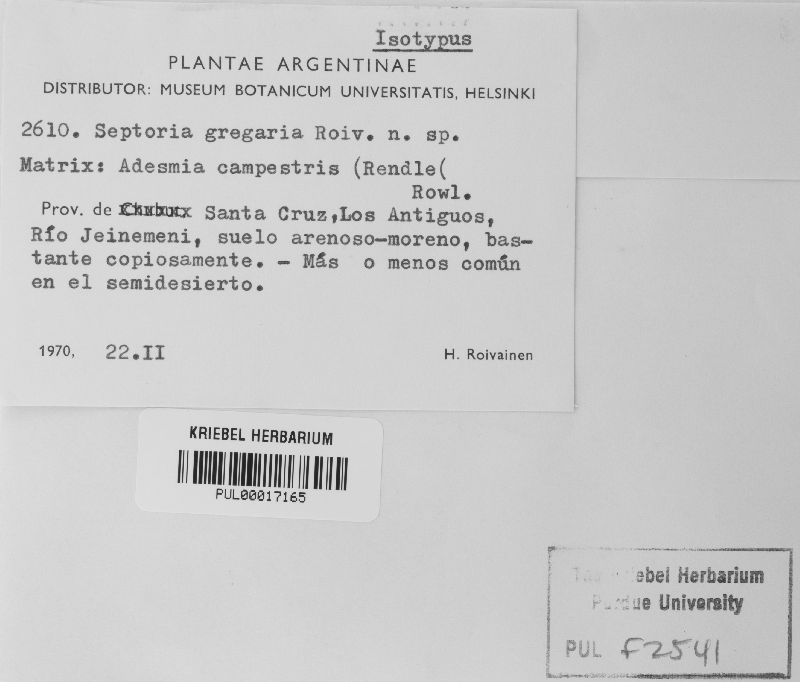 Isotypus
PLANTAE ARGENTINAE
DISTRIBUTOR: MUSEUM BOTANICUM UNIVERSITATIS, HELSINKI
2610. Septoria gregaria Roiv. n. sp.
Matrix: Adesmia campestris (Rendle(
Rowl.
Prov. de Santa Cruz,Los Antiguos,
Río Jeinemeni, suelo arenoso-moreno, bas-
tante copiosamente. - Más o menos común
en el semidesierto.
1970, 22.II
H. Roivainen
KRIEBEL HERBARIUM
PUL00017165
The Kriebel Herbarium
Purdue University
PUL F2541